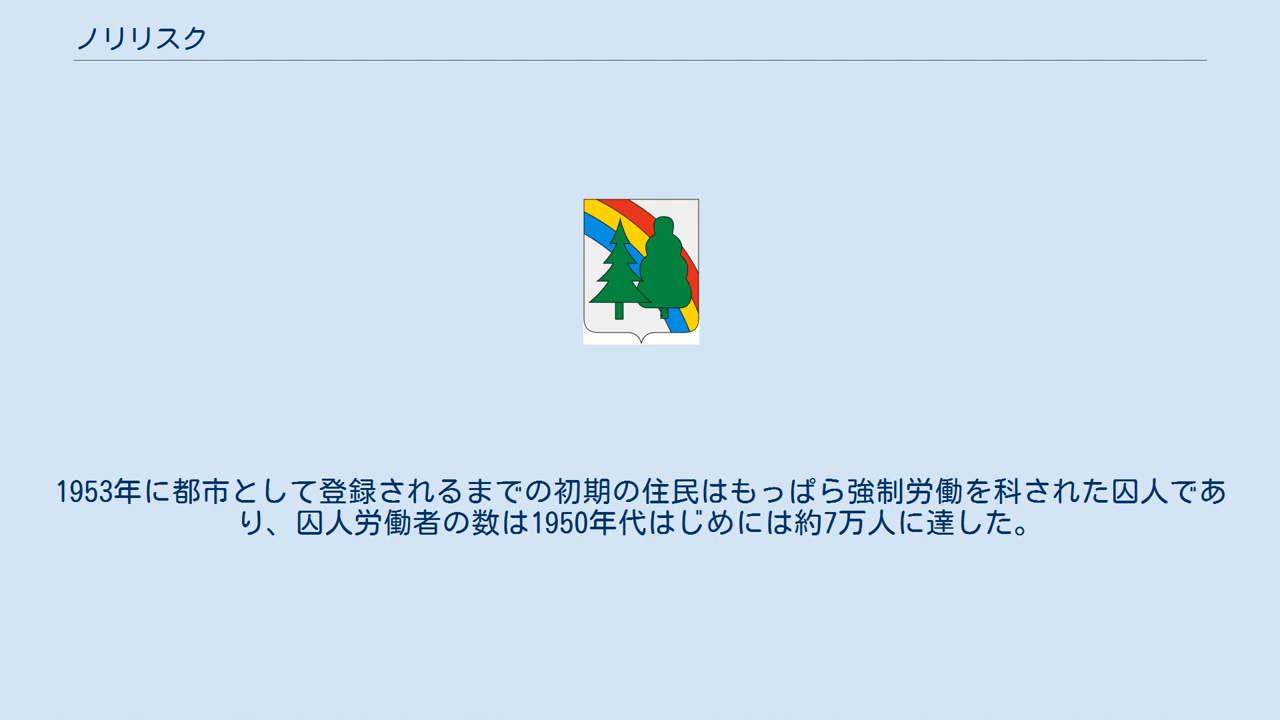 ノリリスク
1953年に都市として登録されるまでの初期の住民はもっぱら強制労働を科された囚人であ
り、囚人労働者の数は1950年代はじめには約7万人に達した。